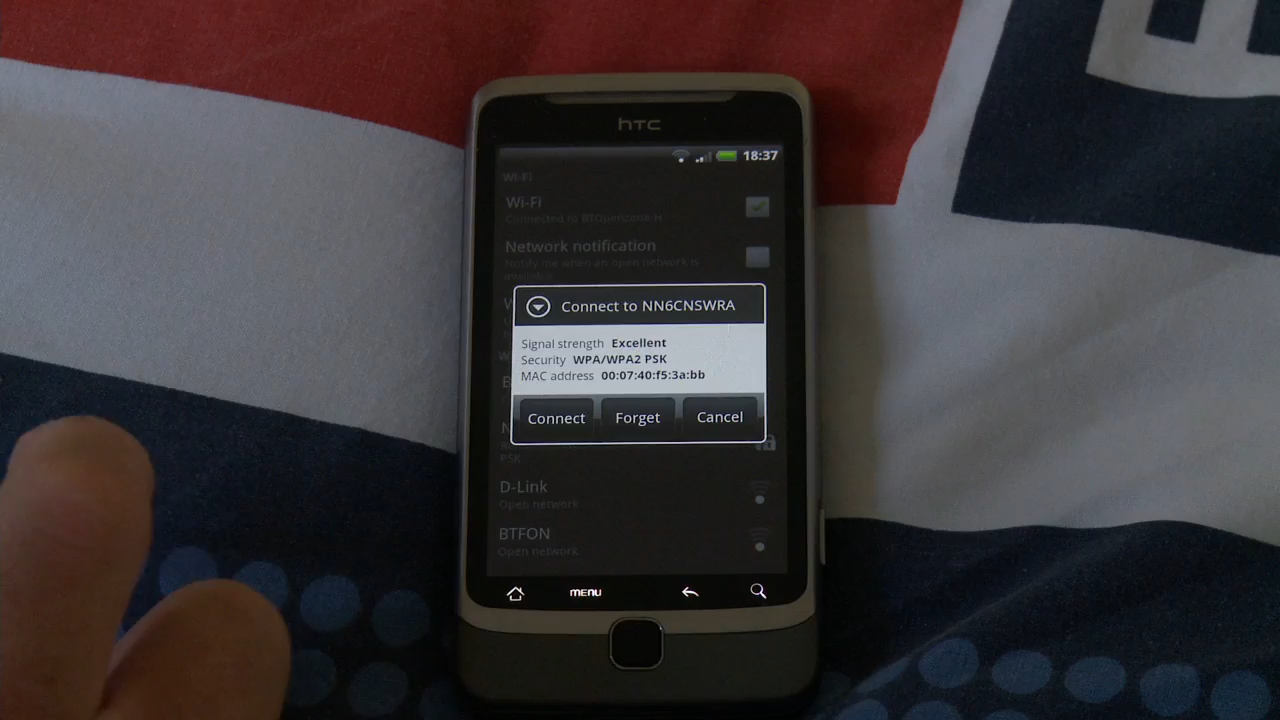 hTC
18:37
Wi-Fi
Wi-Fi
Connected to BTOpenzone-H
Network notification
Notify me when an open network is
available
Connect to NN6CNSWRA
Signal strength Excellent
Security WPA/WPA2 PSK
MAC address 00:07:40:f5:3a:bb
Connect Forget Cancel
PSK
D-Link
Open network
BTFON
Open network
MENU